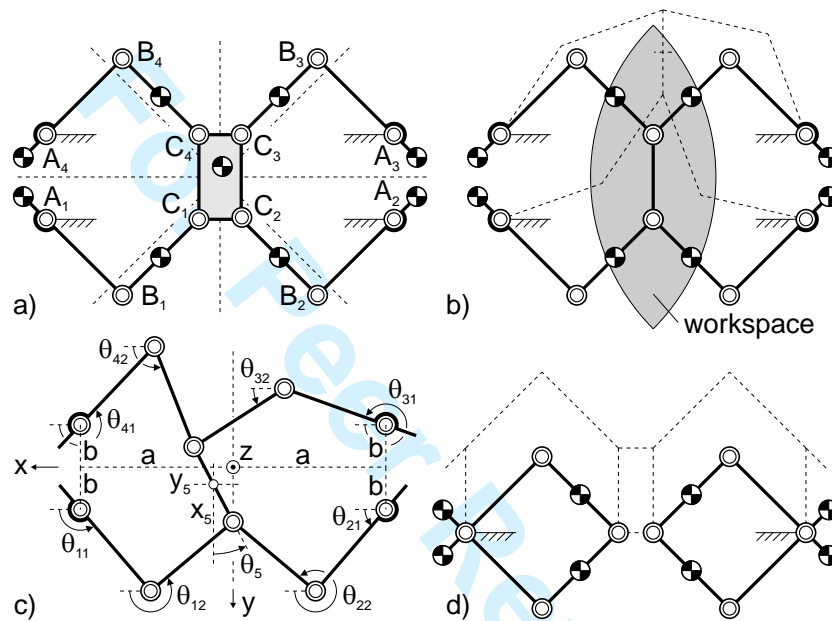 B₄
B₃
A₄
C₄
C₃
A₃
A₁
C₁
C₂
A₂
B₁
B₂
a)
b)
workspace
θ₄₂
θ₃₂
θ₃₁
θ₄₁
b
a
z
a
b
x
b
y₅
b
x₅
θ₁₁
θ₂₁
θ₅
θ₁₂
y
θ₂₂
c)
d)
For Peer Re